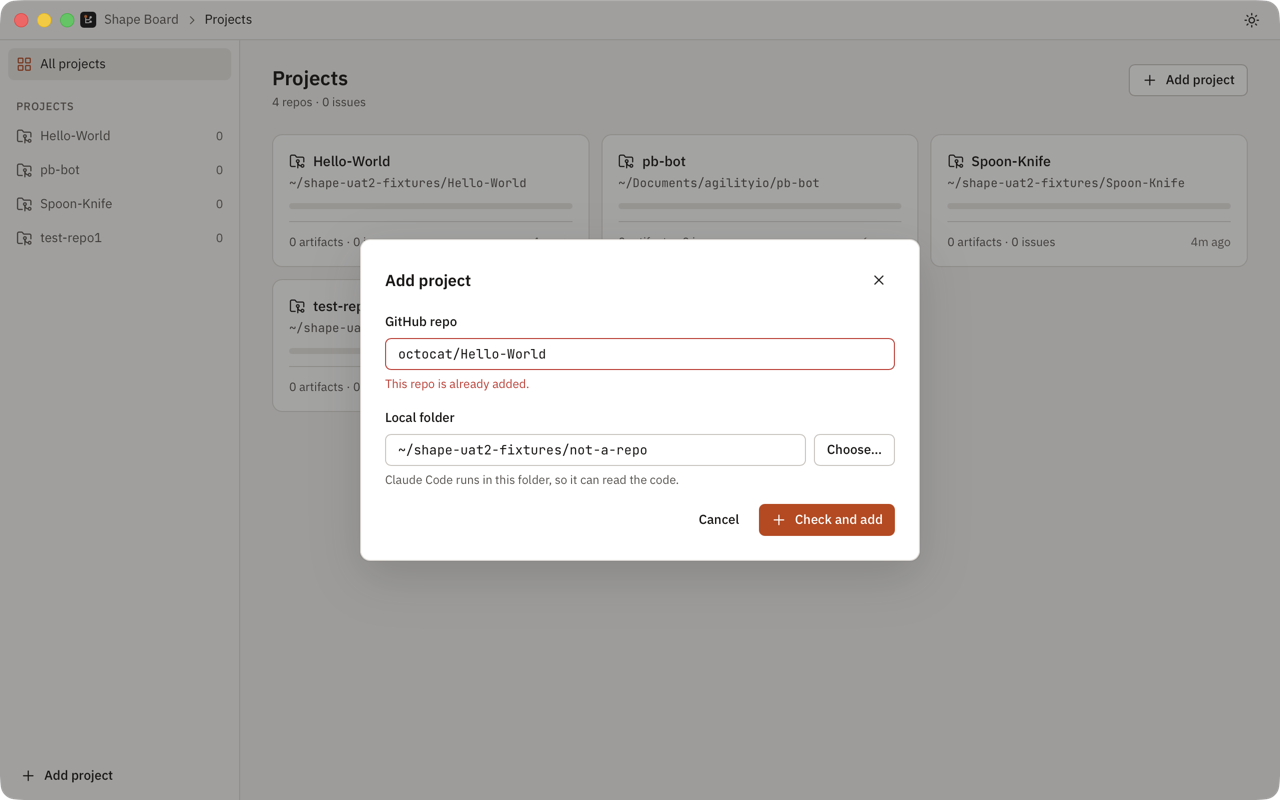 Shape Board > Projects
All projects
PROJECTS
Hello-World 0
pb-bot 0
Spoon-Knife 0
test-repo1 0
Add project
Projects
4 repos · 0 issues
Add project
Hello-World
~/shape-uat2-fixtures/Hello-World
0 artifacts · 0
pb-bot
~/Documents/agilityio/pb-bot
Spoon-Knife
~/shape-uat2-fixtures/Spoon-Knife
0 artifacts · 0 issues 4m ago
test-rep
~/shape-ua
0 artifacts · 0
Add project
GitHub repo
octocat/Hello-World
This repo is already added.
Local folder
~/shape-uat2-fixtures/not-a-repo
Choose...
Claude Code runs in this folder, so it can read the code.
Cancel
Check and add